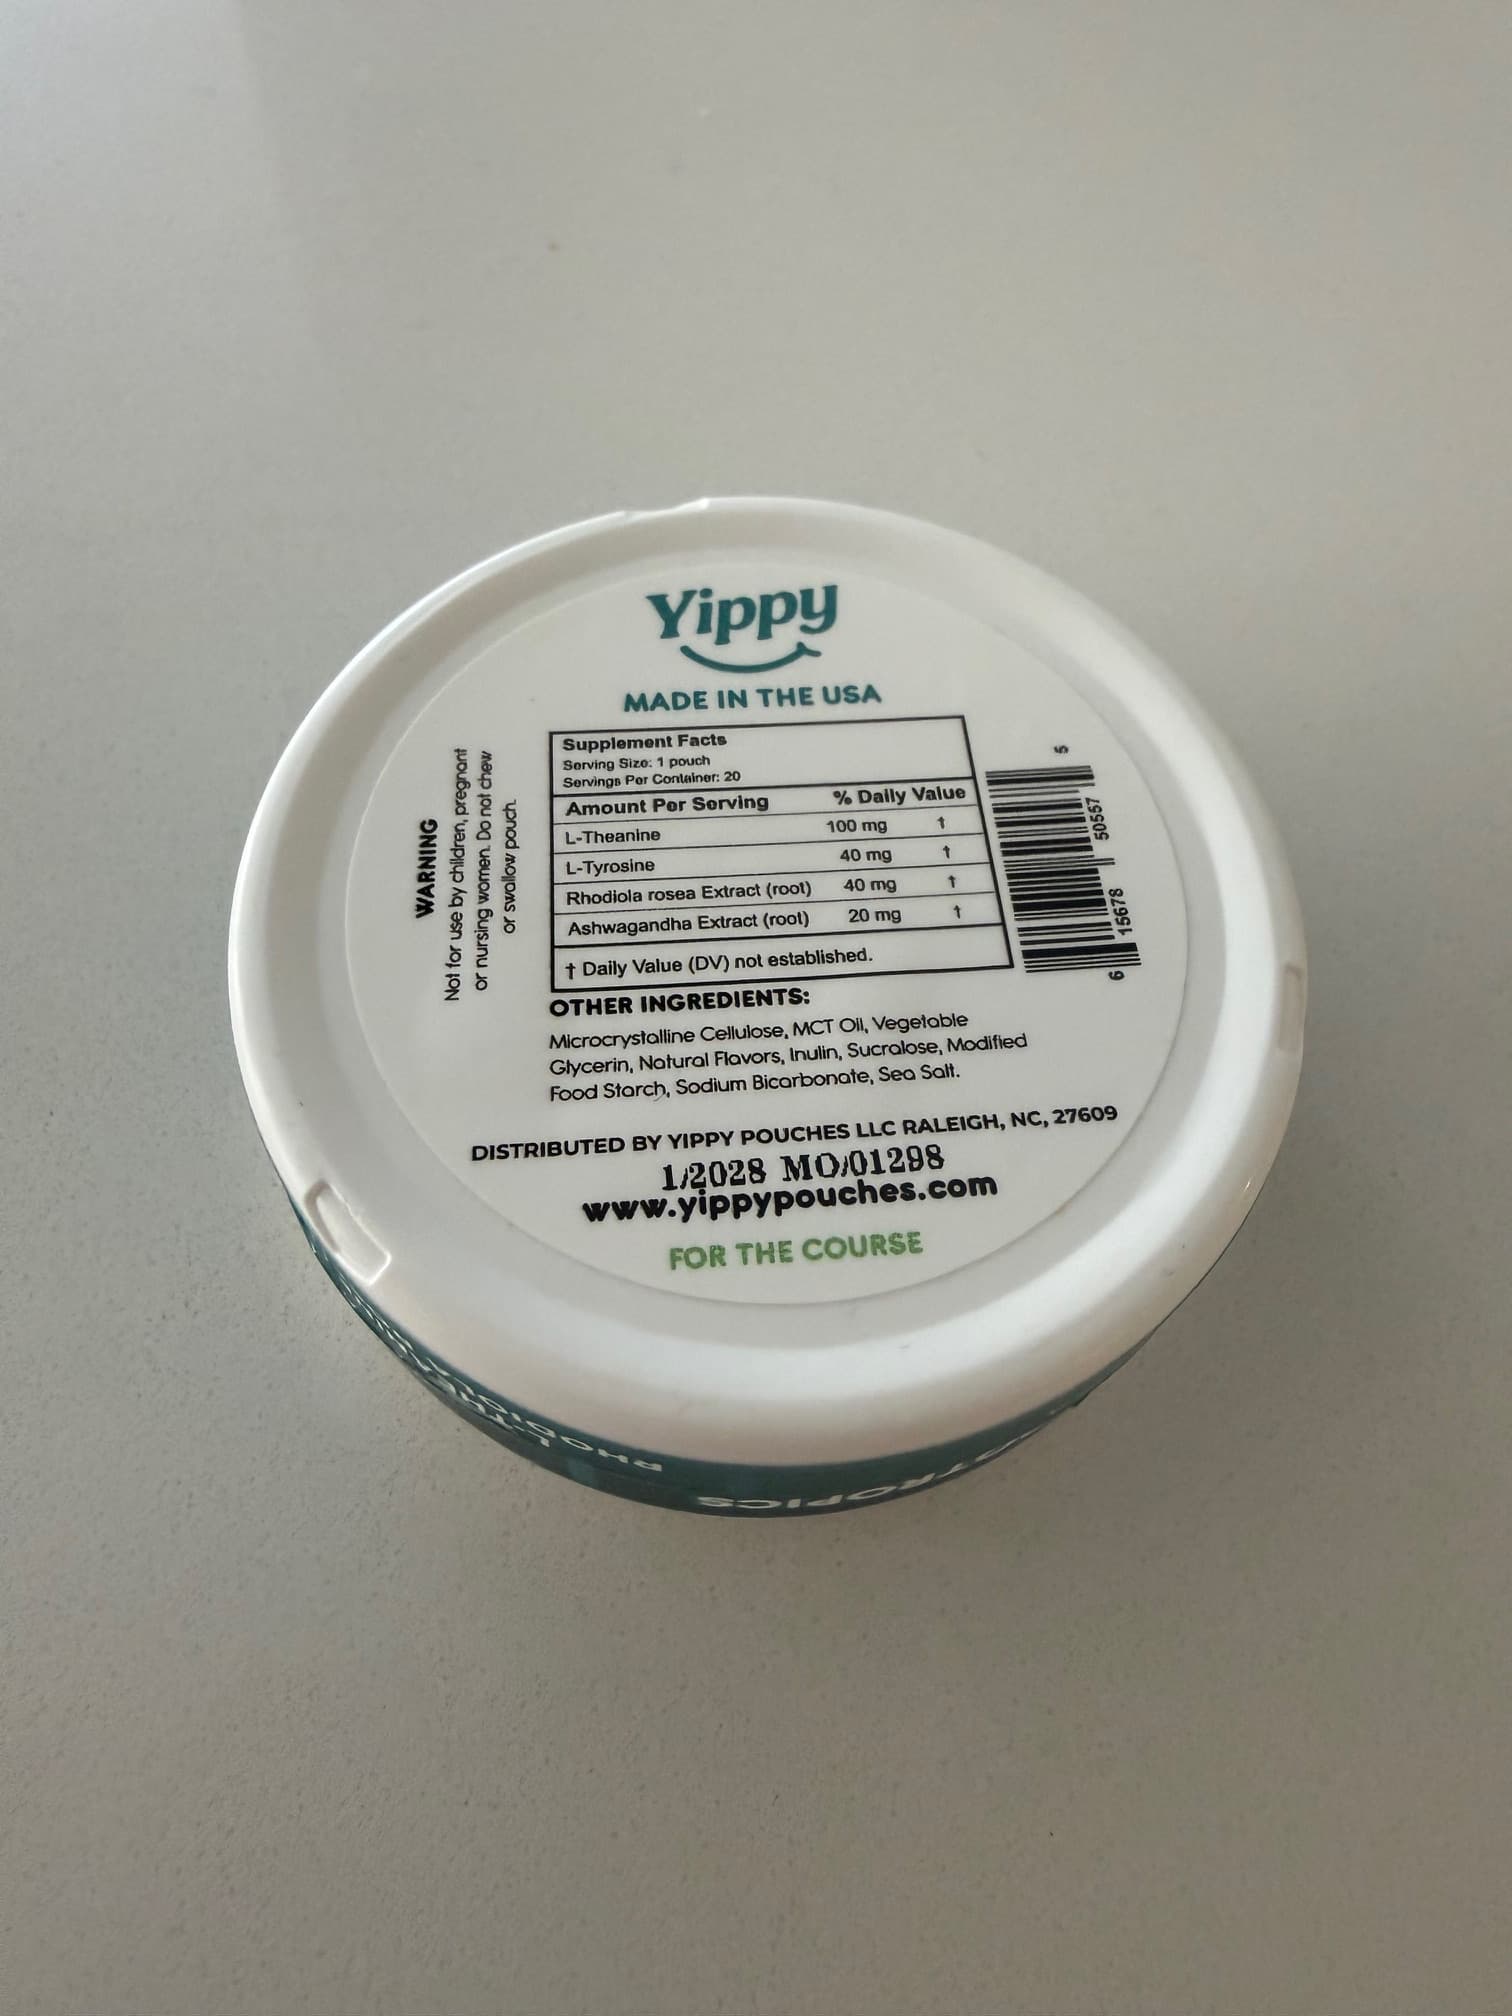 Yippy
MADE IN THE USA
WARNING
Not for use by children, pregnant
or nursing women. Do not chew
or swallow pouch.
Supplement Facts
Serving Size: 1 pouch
Servings Per Container: 20
Amount Per Serving % Daily Value
L-Theanine 100 mg †
L-Tyrosine 40 mg †
Rhodiola rosea Extract (root) 40 mg †
Ashwagandha Extract (root) 20 mg †
† Daily Value (DV) not established.
6 15678 50557 5
OTHER INGREDIENTS:
Microcrystalline Cellulose, MCT Oil, Vegetable
Glycerin, Natural Flavors, Inulin, Sucralose, Modified
Food Starch, Sodium Bicarbonate, Sea Salt.
DISTRIBUTED BY YIPPY POUCHES LLC RALEIGH, NC, 27609
1/2028 MO/01298
www.yippypouches.com
FOR THE COURSE